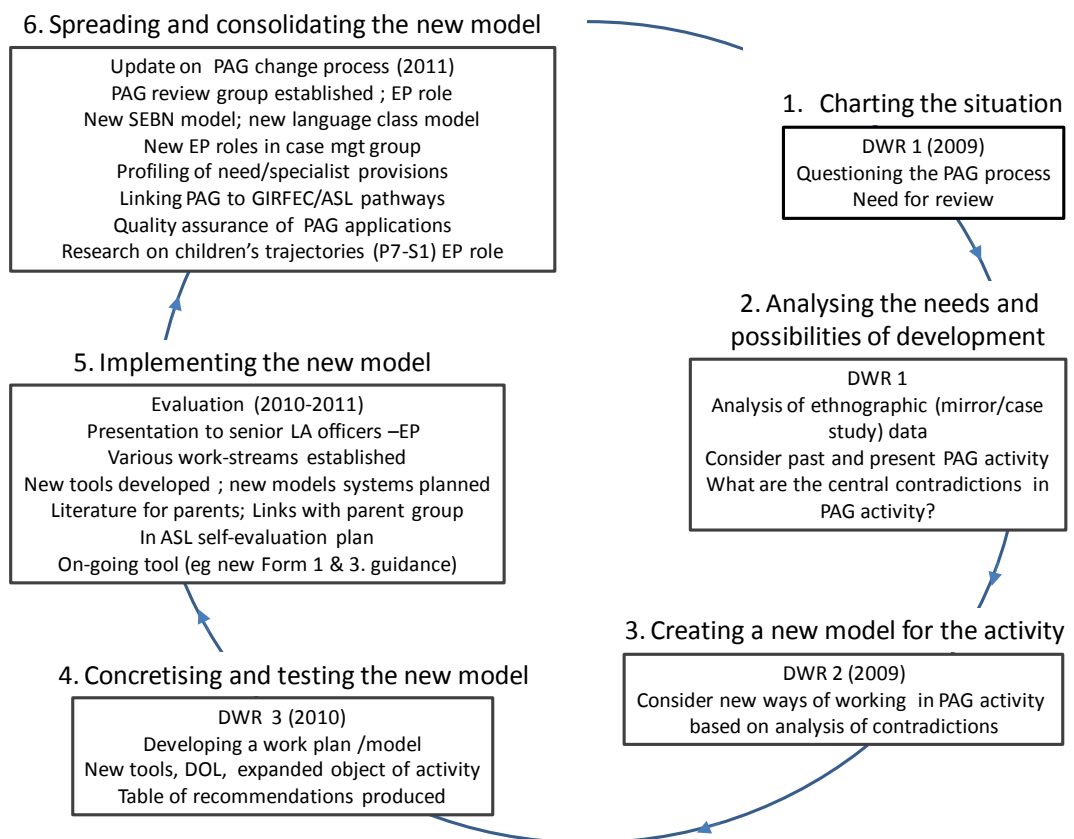 6. Spreading and consolidating the new model
Update on PAG change process (2011)
PAG review group established ; EP role
New SEBN model; new language class model
New EP roles in case mgt group
Profiling of need/specialist provisions
Linking PAG to GIRFEC/ASL pathways
Quality assurance of PAG applications
Research on children's trajectories (P7-S1) EP role
1. Charting the situation
DWR 1 (2009)
Questioning the PAG process
Need for review
2. Analysing the needs and
possibilities of development
DWR 1
Analysis of ethnographic (mirror/case
study) data
Consider past and present PAG activity
What are the central contradictions in
PAG activity?
3. Creating a new model for the activity
DWR 2 (2009)
Consider new ways of working in PAG activity
based on analysis of contradictions
4. Concretising and testing the new model
DWR 3 (2010)
Developing a work plan /model
New tools, DOL, expanded object of activity
Table of recommendations produced
5. Implementing the new model
Evaluation (2010-2011)
Presentation to senior LA officers –EP
Various work-streams established
New tools developed ; new models systems planned
Literature for parents; Links with parent group
In ASL self-evaluation plan
On-going tool (eg new Form 1 & 3. guidance)